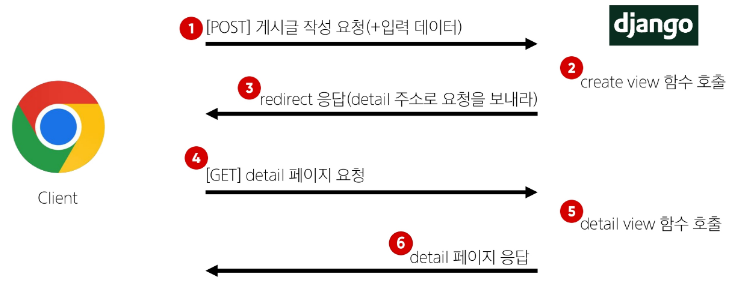 1 [POST] 게시글 작성 요청(+입력 데이터)
django
2 create view 함수 호출
3 redirect 응답(detail 주소로 요청을 보내라)
4 [GET] detail 페이지 요청
Client
5 detail view 함수 호출
6 detail 페이지 응답